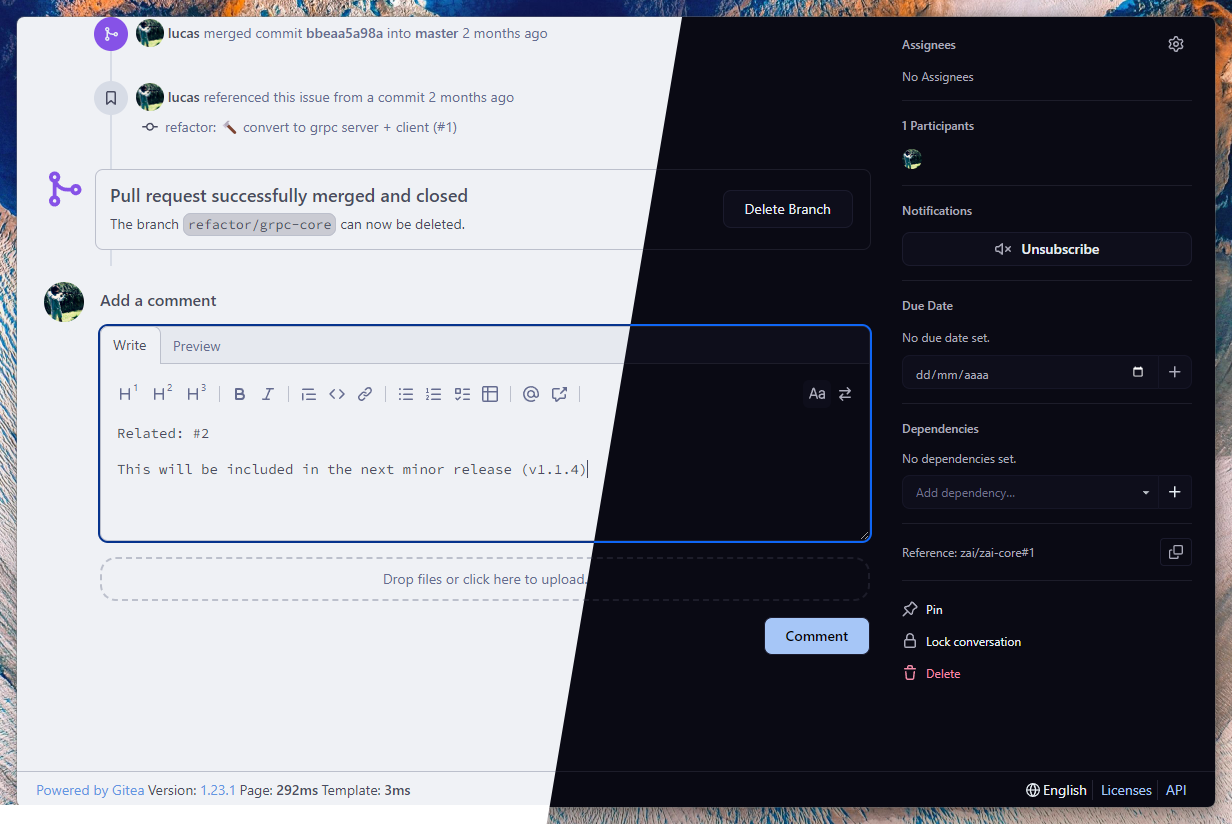 lucas merged commit bbeaa5a98a into master 2 months ago
lucas referenced this issue from a commit 2 months ago
refactor: 🔨 convert to grpc server + client (#1)
Pull request successfully merged and closed
The branch refactor/grpc-core can now be deleted.
Delete Branch
Add a comment
Write Preview
H1 H2 H3 B I @ Aa
Related: #2
This will be included in the next minor release (v1.1.4)
Drop files or click here to upload.
Comment
Assignees
No Assignees
1 Participants
Notifications
Unsubscribe
Due Date
No due date set.
dd/mm/aaaa
Dependencies
No dependencies set.
Add dependency...
Reference: zai/zai-core#1
Pin
Lock conversation
Delete
Powered by Gitea Version: 1.23.1 Page: 292ms Template: 3ms
English Licenses API